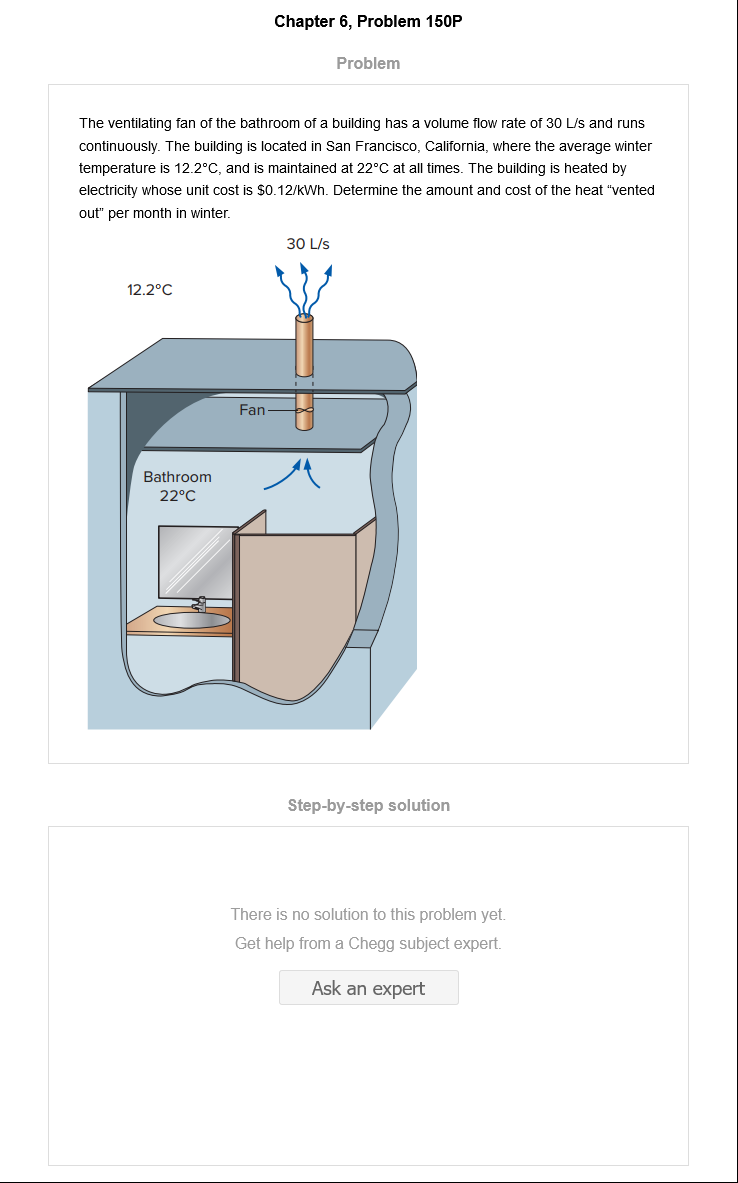 Chapter 6, Problem 150P
Problem
The ventilating fan of the bathroom of a building has a volume flow rate of 30 L/s and runs
continuously. The building is located in San Francisco, California, where the average winter
temperature is 12.2°C, and is maintained at 22°C at all times. The building is heated by
electricity whose unit cost is $0.12/kWh. Determine the amount and cost of the heat “vented
out” per month in winter.
30 L/s
12.2°C
Fan
Bathroom
22°C
Step-by-step solution
There is no solution to this problem yet.
Get help from a Chegg subject expert.
Ask an expert